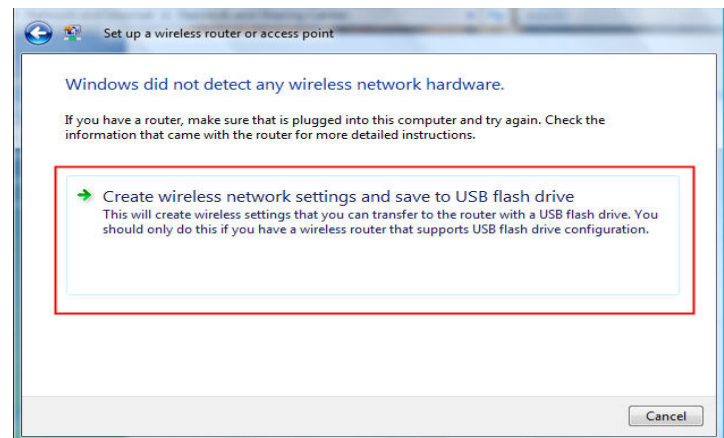 Set up a wireless router or access point
Windows did not detect any wireless network hardware.
If you have a router, make sure that is plugged into this computer and try again. Check the
information that came with the router for more detailed instructions.
Create wireless network settings and save to USB flash drive
This will create wireless settings that you can transfer to the router with a USB flash drive. You
should only do this if you have a wireless router that supports USB flash drive configuration.
Cancel